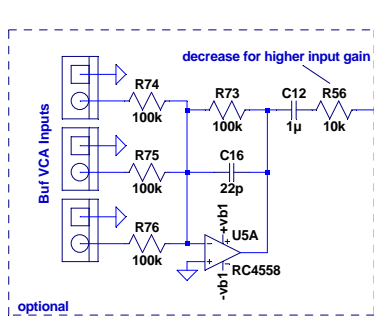 decrease for higher input gain
R74
100k
R73
100k
C12
1µ
R56
10k
Buf VCA Inputs
R75
100k
C16
22p
R76
100k
+vb1
U5A
RC4558
-vb1
optional